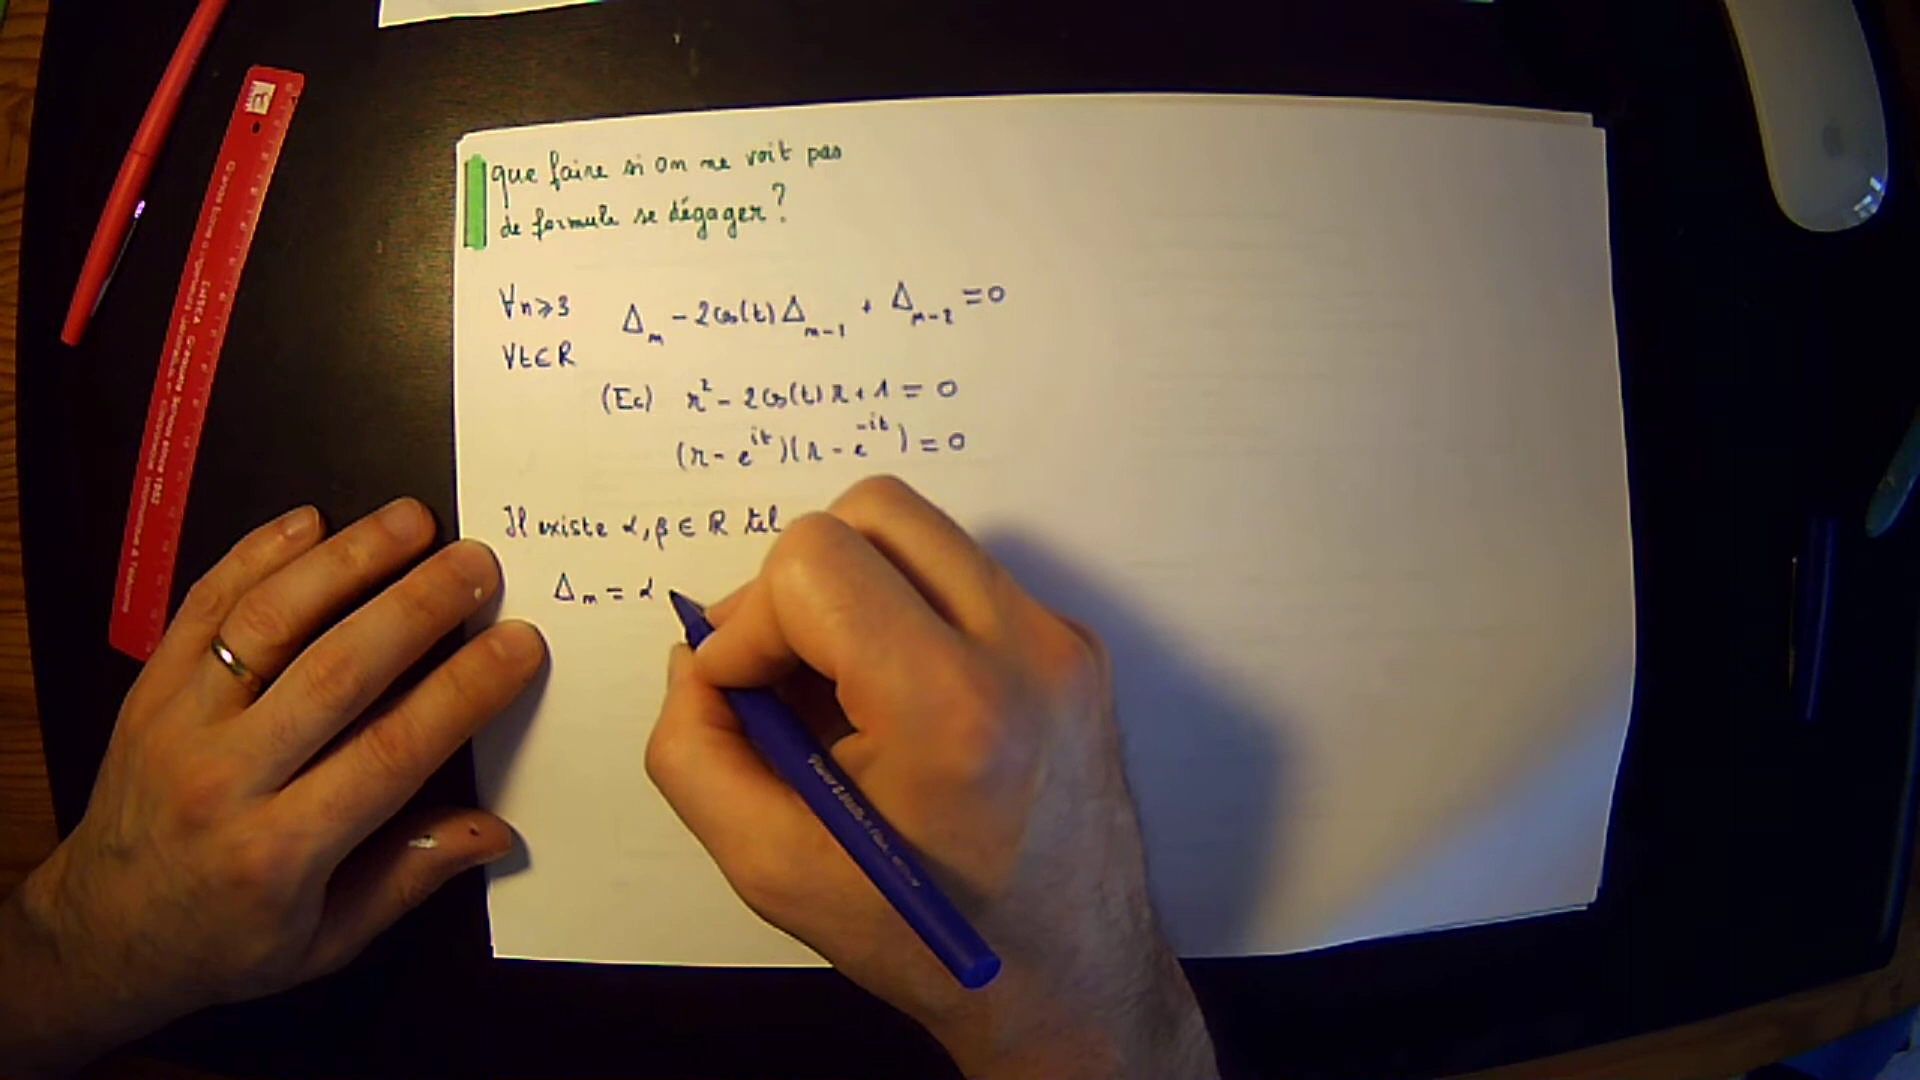 que faire si on ne voit pas
de formule se dégager ?
∀n⩾3 Δn - 2cos(t)Δn-1 + Δn-2 = 0
∀t∈R
(Ec) r² - 2cos(t)r + 1 = 0
(r - e^it)(r - e^-it) = 0
Il existe α, β ∈ ℝ tel
Δn = α